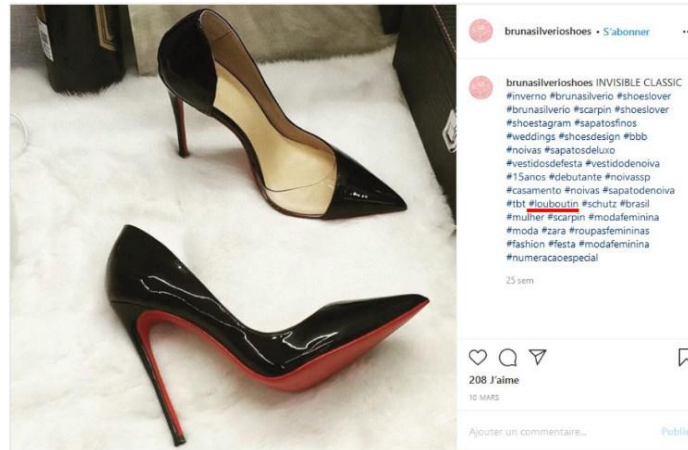 brunasilverioshoes • S'abonner
brunasilverioshoes INVISIBLE CLASSIC
#inverno #brunasilverio #shoeslover
#brunasilverio #scarpin #shoeslover
#shoestagram #sapatosfinos
#weddings #shoesdesign #bbb
#noivas #sapatosdeluxo
#vestidosdefesta #vestidodenoiva
#15anos #debutante #noivassp
#casamento #noivas #sapatodenoiva
#tbt #louboutin #schutz #brasil
#mulher #scarpin #modafeminina
#moda #zara #roupasfemininas
#fashion #festa #modafeminina
#numeracaoespecial
25 sem
208 J'aime
10 MARS
Ajouter un commentaire... Publie